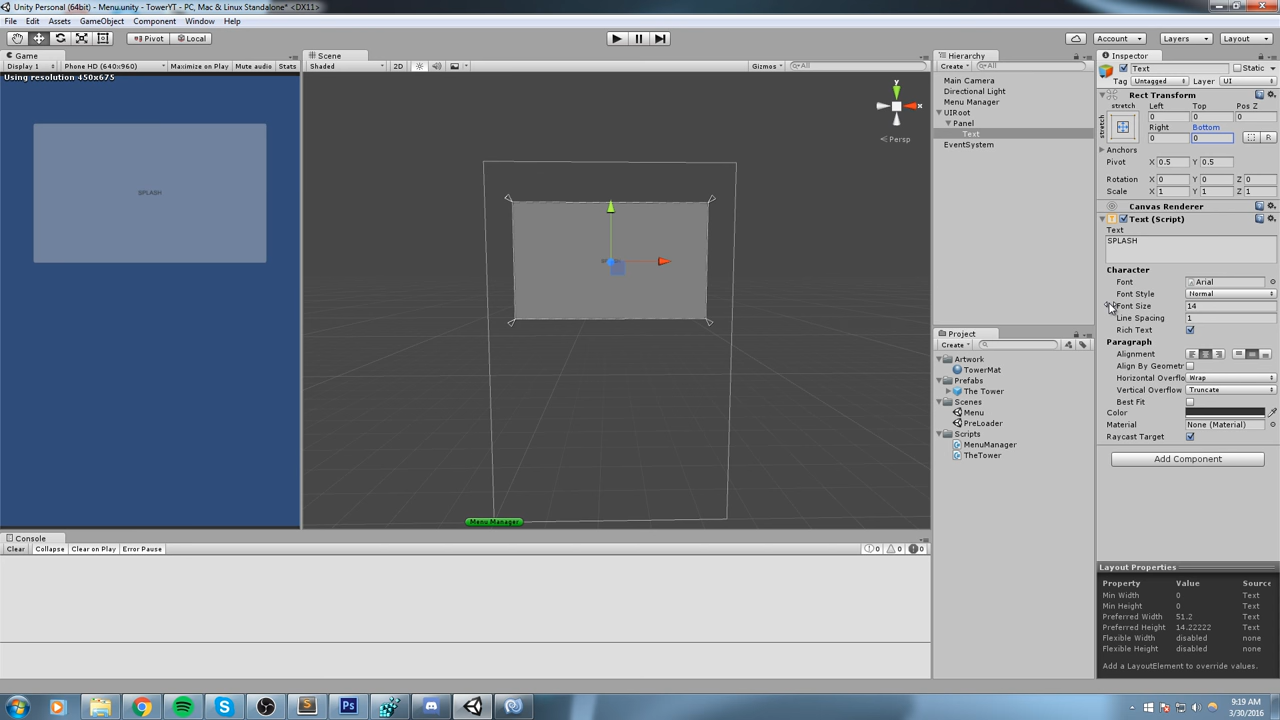 Unity Personal (64bit) - Menu.unity - TowerYT - PC, Mac & Linux Standalone* <DX11>
File Edit Assets GameObject Component Window Help
Pivot Local Account Layers Layout
Game Scene Hierarchy Inspector
Display 1 Phone HD (640x960) Maximize on Play Mute audio Stats Shaded 2D Gizmos All Create All
Using resolution 450x675
SPLASH
y
x
Persp
Main Camera
Directional Light
Menu Manager
UIRoot
Panel
Text
EventSystem
Menu Manager
Project
Create
Artwork
TowerMat
Prefabs
The Tower
Scenes
Menu
PreLoader
Scripts
MenuManager
TheTower
Text Static
Tag Untagged Layer UI
Rect Transform
stretch Left Top Pos Z
stretch 0 0 0
Right Bottom
0 0 R
Anchors
Pivot X 0.5 Y 0.5
Rotation X 0 Y 0 Z 0
Scale X 1 Y 1 Z 1
Canvas Renderer
Text (Script)
Text
SPLASH
Character
Font Arial
Font Style Normal
Font Size 14
Line Spacing 1
Rich Text
Paragraph
Alignment
Align By Geometr
Horizontal Overflo Wrap
Vertical Overflow Truncate
Best Fit
Color
Material None (Material)
Raycast Target
Add Component
Layout Properties
Property Value Source
Min Width 0 Text
Min Height 0 Text
Preferred Width 51.2 Text
Preferred Height 14.22222 Text
Flexible Width disabled none
Flexible Height disabled none
Add a LayoutElement to override values.
Console
Clear Collapse Clear on Play Error Pause 0 0 0
9:19 AM
3/30/2016